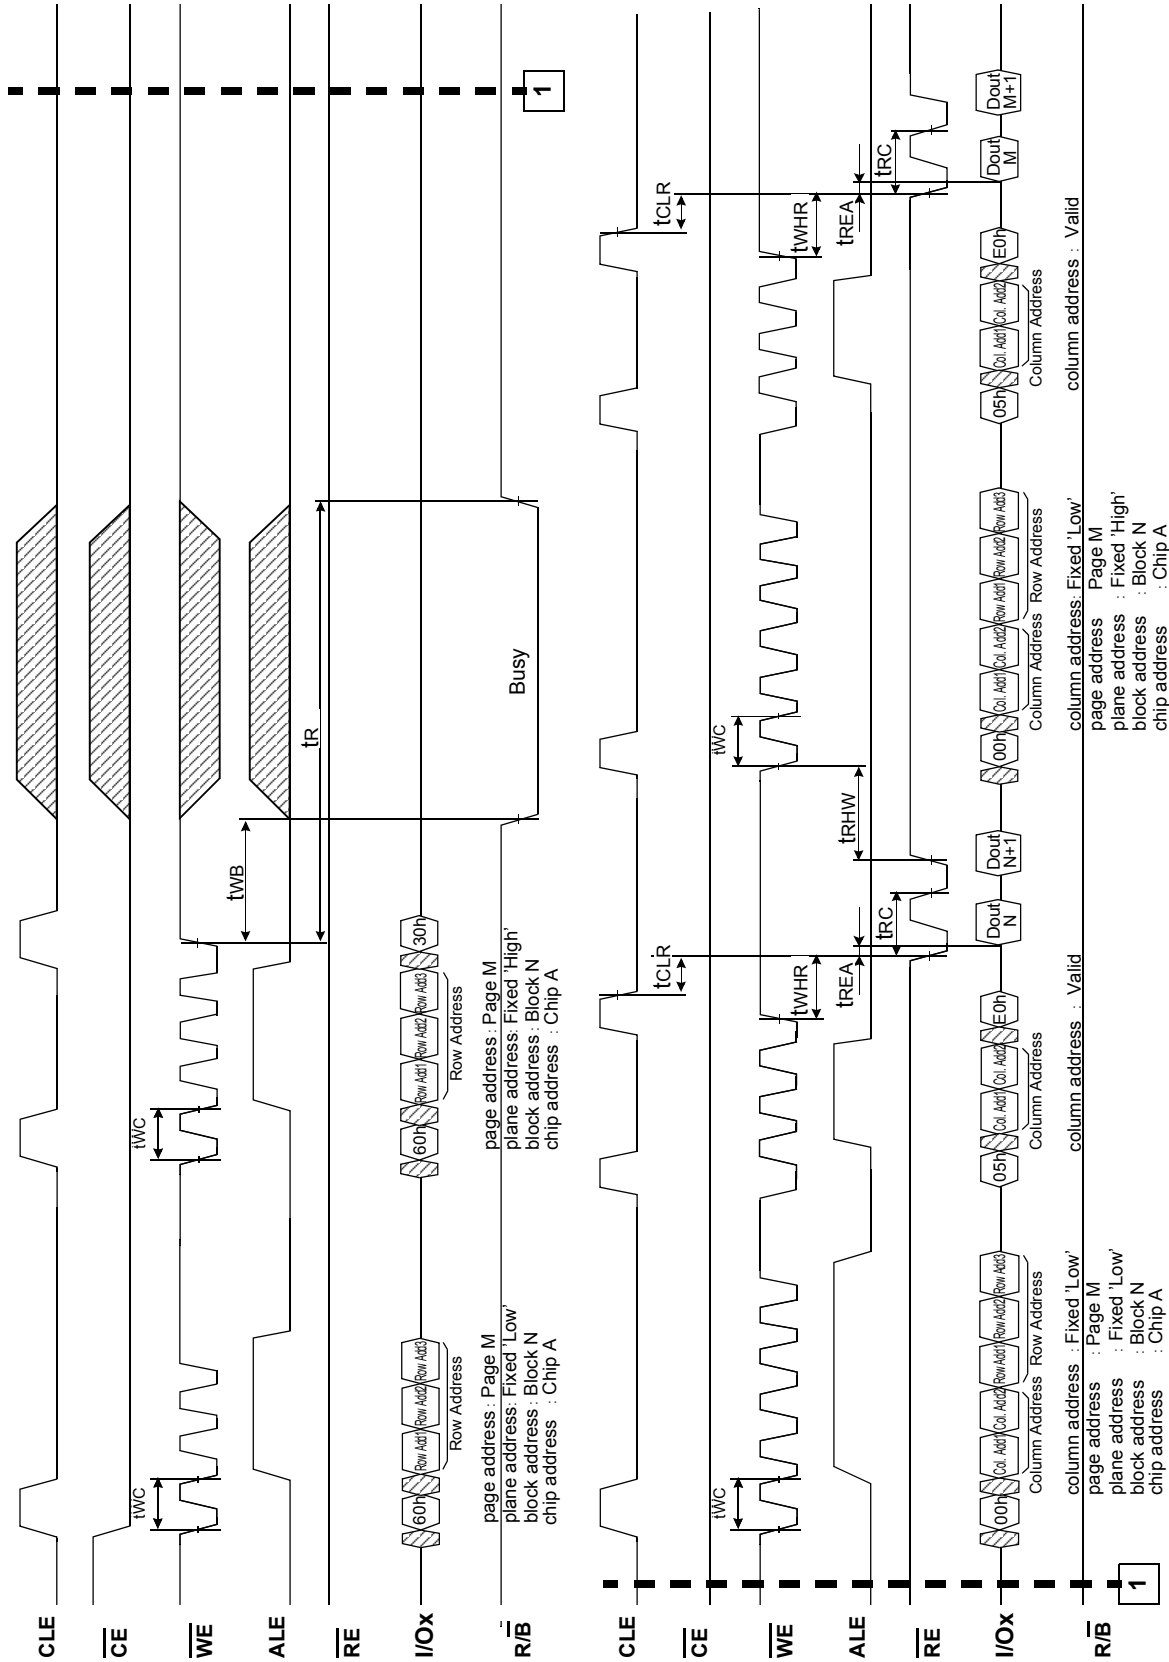 CLE
CE
WE
ALE
RE
I/Ox
R/B
tWC
tWC
tWB
tR
Busy
60h Row Add1 Row Add2 Row Add3
Row Address
60h Row Add1 Row Add2 Row Add3 30h
Row Address
page address : Page M
plane address: Fixed 'Low'
block address : Block N
chip address : Chip A
page address : Page M
plane address: Fixed 'High'
block address : Block N
chip address : Chip A
1
CLE
CE
WE
ALE
RE
I/Ox
R/B
1
tWC
tCLR
tWHR
tREA
tRC
tRHW
tWC
tCLR
tWHR
tREA
tRC
00h Col. Add1 Col. Add2 Row Add1 Row Add2 Row Add3
Column Address Row Address
05h Col. Add1 Col. Add2 E0h
Column Address
Dout N
Dout N+1
00h Col. Add1 Col. Add2 Row Add1 Row Add2 Row Add3
Column Address Row Address
05h Col. Add1 Col. Add2 E0h
Column Address
Dout M
Dout M+1
column address : Fixed 'Low'
page address : Page M
plane address : Fixed 'Low'
block address : Block N
chip address : Chip A
column address : Valid
column address: Fixed 'Low'
page address Page M
plane address : Fixed 'High'
block address : Block N
chip address : Chip A
column address : Valid